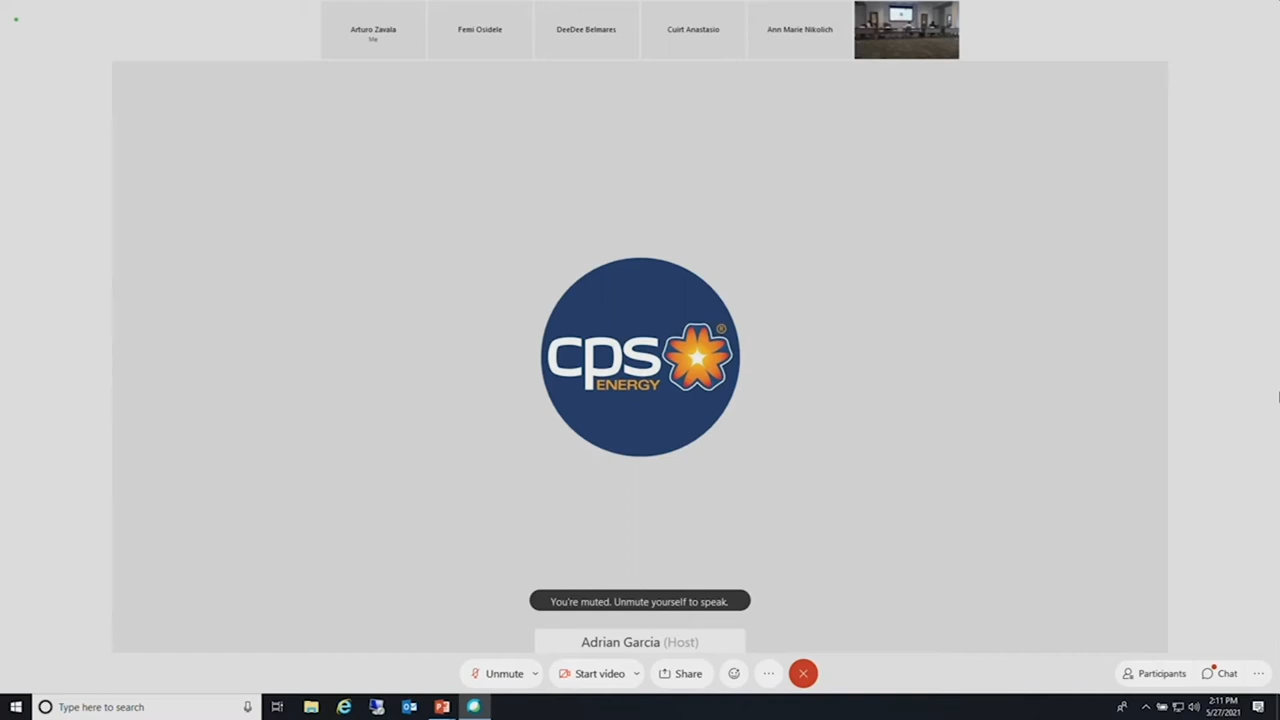 Arturo Zavala
Me
Femi Osidele
DeeDee Belmares
Cuirt Anastasio
Ann Marie Nikolich
cps
ENERGY
®
You're muted. Unmute yourself to speak.
Adrian Garcia (Host)
Unmute
Start video
Share
Participants
Chat
Type here to search
2:11 PM
5/27/2021